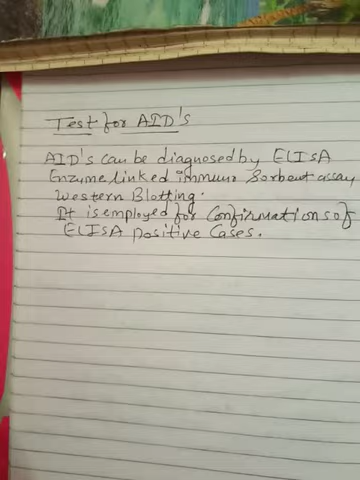 Test for AID's
AID's can be diagnosed by ELISA
Enzyme linked immuno Sorbent assay
Western Blotting.
It is employed for Confirmations of
ELISA positive Cases.